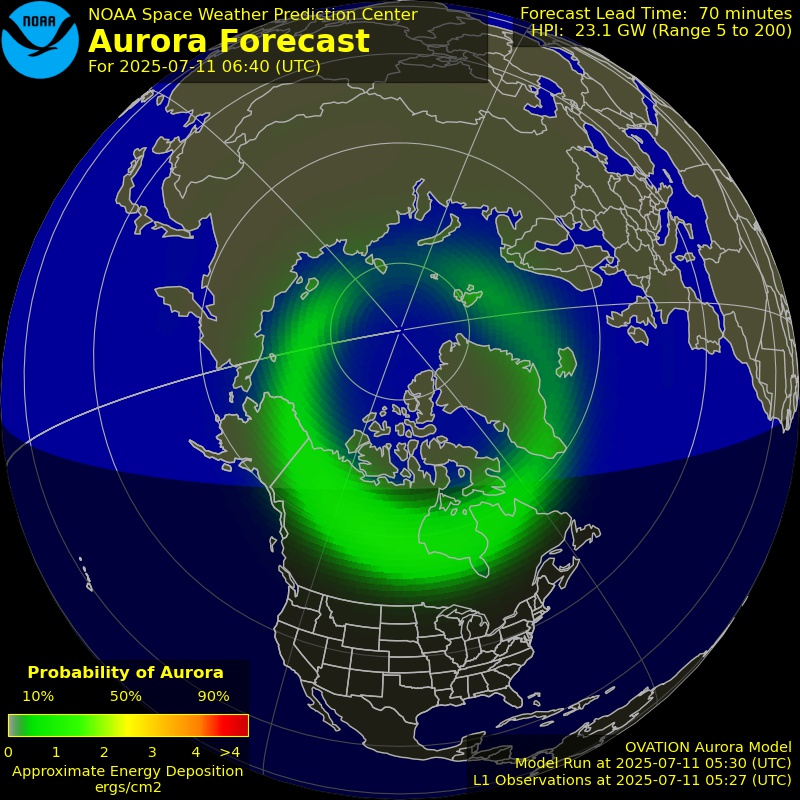 NOAA
NOAA Space Weather Prediction Center
Aurora Forecast
For 2025-07-11 06:40 (UTC)
Forecast Lead Time: 70 minutes
HPI: 23.1 GW (Range 5 to 200)
Probability of Aurora
10% 50% 90%
0 1 2 3 4 >4
Approximate Energy Deposition
ergs/cm2
OVATION Aurora Model
Model Run at 2025-07-11 05:30 (UTC)
L1 Observations at 2025-07-11 05:27 (UTC)